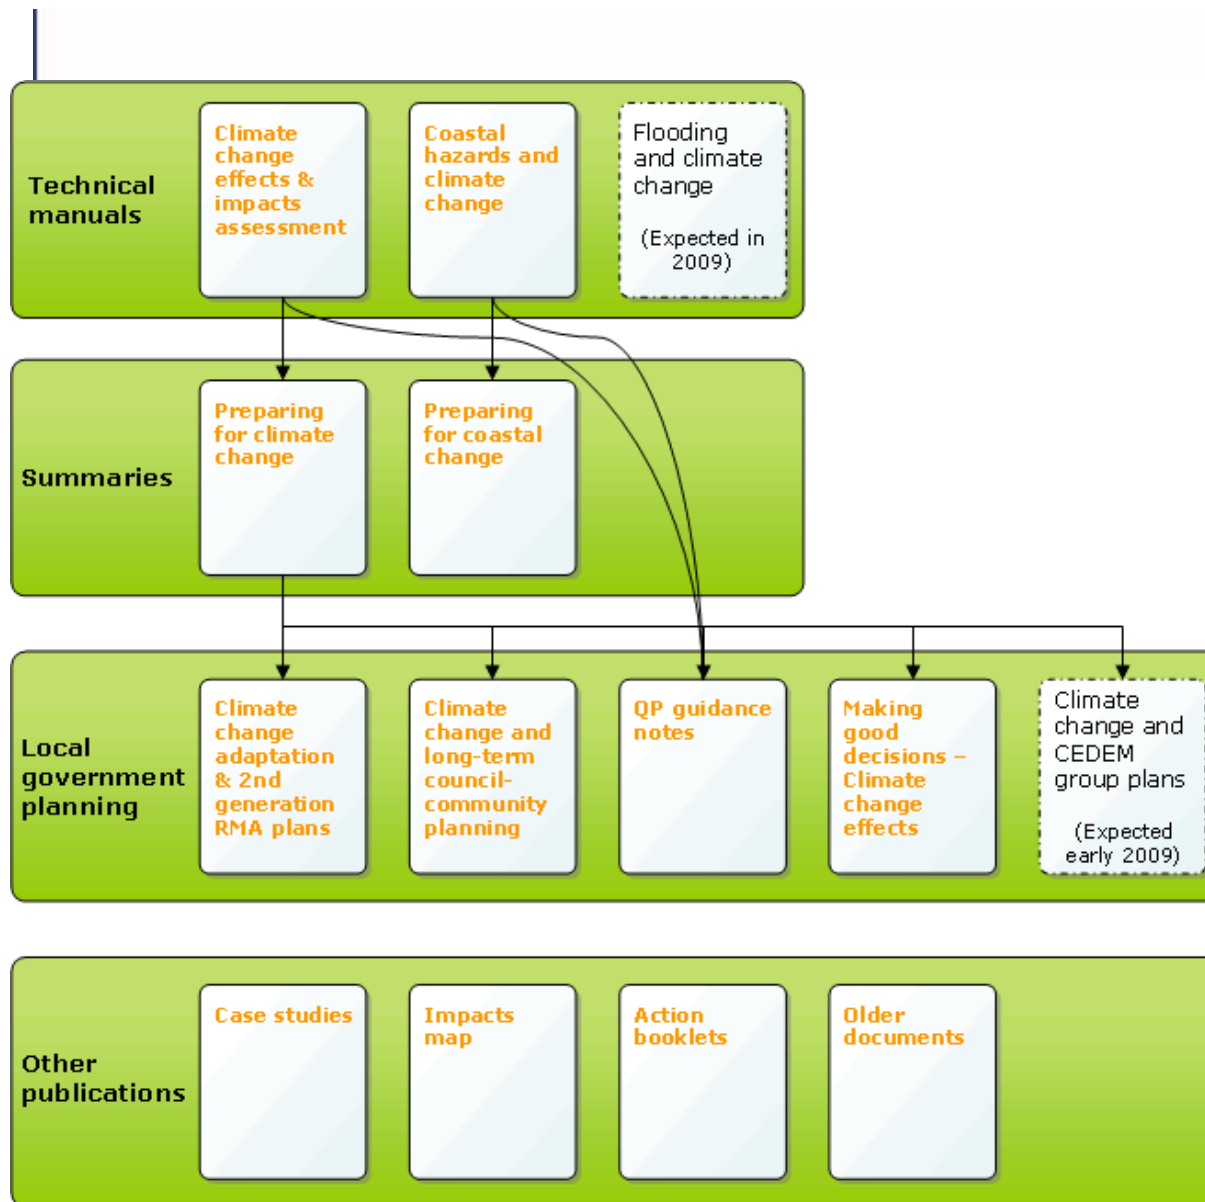 Technical
manuals
Climate
change
effects &
impacts
assessment
Coastal
hazards and
climate
change
Flooding
and climate
change
(Expected in
2009)
Summaries
Preparing
for climate
change
Preparing
for coastal
change
Local
government
planning
Climate
change
adaptation
& 2nd
generation
RMA plans
Climate
change and
long-term
council-
community
planning
QP guidance
notes
Making
good
decisions –
Climate
change
effects
Climate
change and
CEDEM
group plans
(Expected
early 2009)
Other
publications
Case studies
Impacts
map
Action
booklets
Older
documents